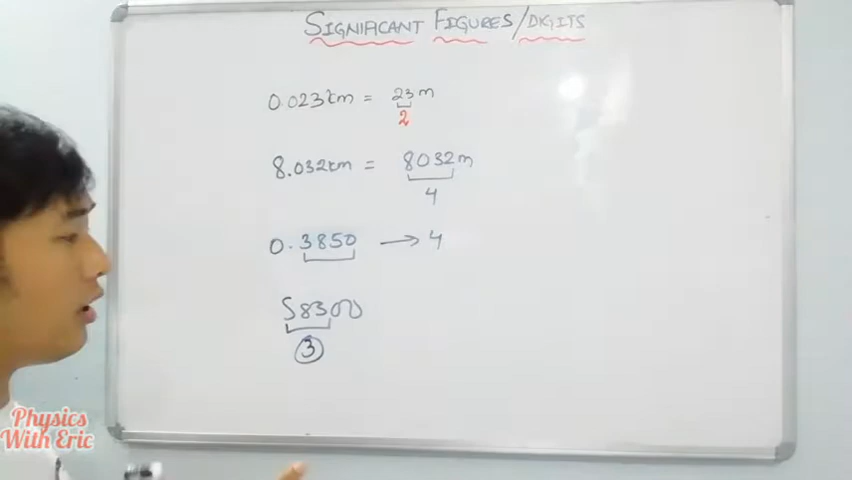 SIGNIFICANT FIGURES/DIGITS
0.023km = 23m
2
8.032km = 8032m
4
0.3850 → 4
58300
3
Physics
With Eric